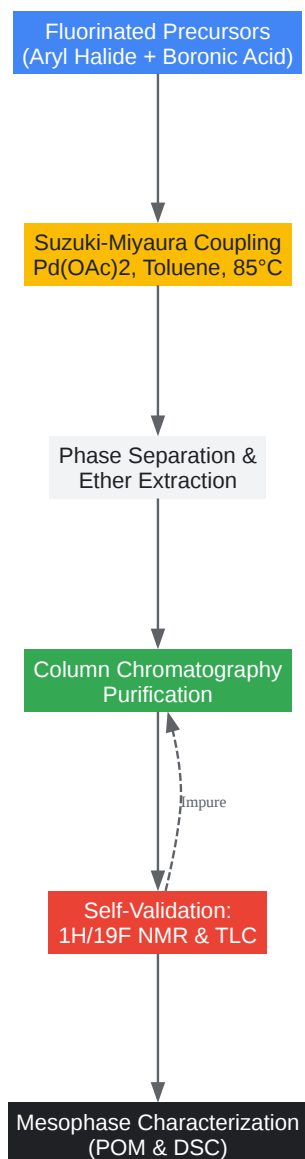 Fluorinated Precursors
(Aryl Halide + Boronic Acid)
Suzuki-Miyaura Coupling
Pd(OAc)2, Toluene, 85°C
Phase Separation &
Ether Extraction
Column Chromatography
Purification
Impure
Self-Validation:
1H/19F NMR & TLC
Mesophase Characterization
(POM & DSC)